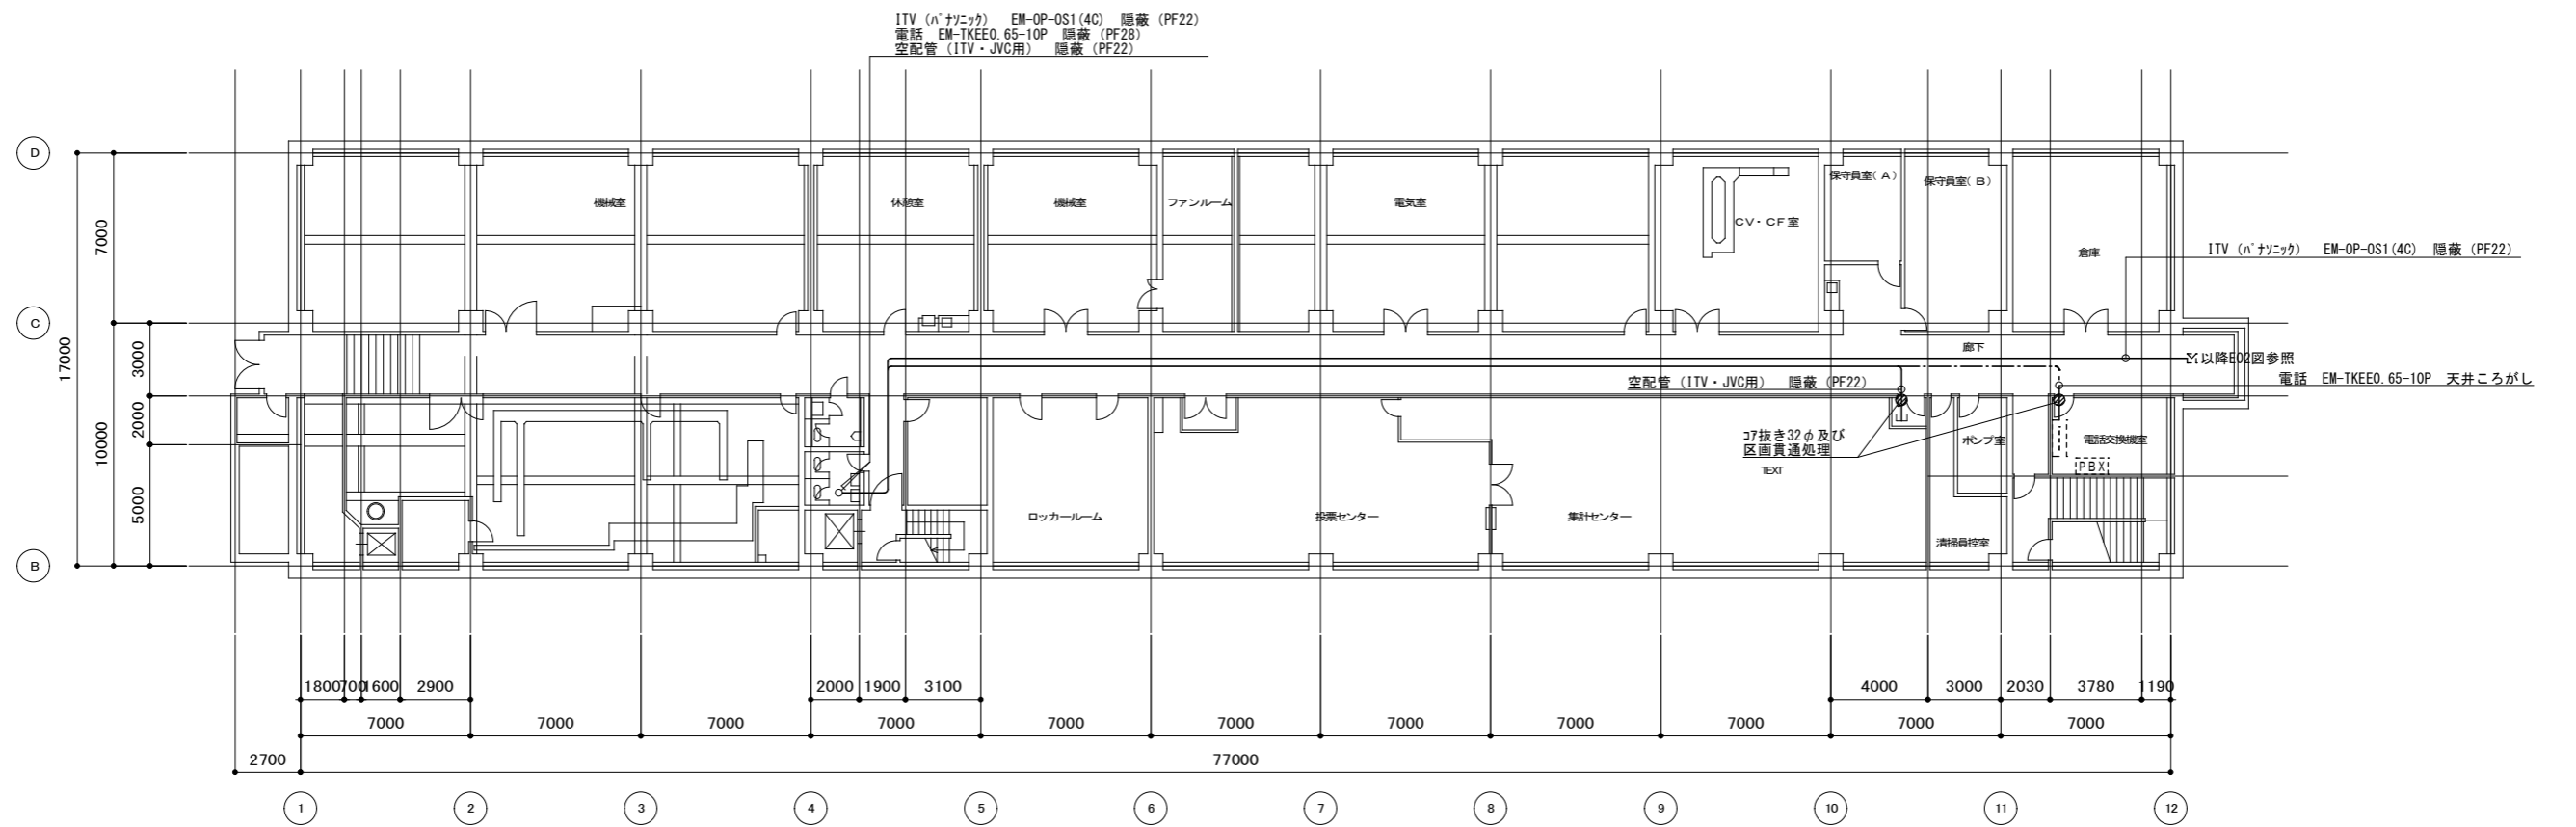 ITV (ﾊﾟﾅｿﾆｯｸ) EM-OP-OS1(4C) 隠蔽 (PF22)
電話 EM-TKEE0.65-10P 隠蔽 (PF28)
空配管 (ITV・JVC用) 隠蔽 (PF22)
D
機械室
休憩室
機械室
ファンルーム
電気室
CV・CF室
保守員室(A)
保守員室(B)
倉庫
ITV (ﾊﾟﾅｿﾆｯｸ) EM-OP-OS1(4C) 隠蔽 (PF22)
7000
C
17000
3000
廊下
以降E02図参照
空配管 (ITV・JVC用) 隠蔽 (PF22)
電話 EM-TKEE0.65-10P 天井ころがし
2000
10000
ｺｱ抜き32φ及び
区画貫通処理
TEXT
ポンプ室
電話交換機室
PBX
5000
ロッカールーム
投票センター
集計センター
清掃員控室
B
1800
700
1600
2900
2000
1900
3100
4000
3000
2030
3780
1190
7000
7000
7000
7000
7000
7000
7000
7000
7000
7000
7000
2700
77000
1
2
3
4
5
6
7
8
9
10
11
12